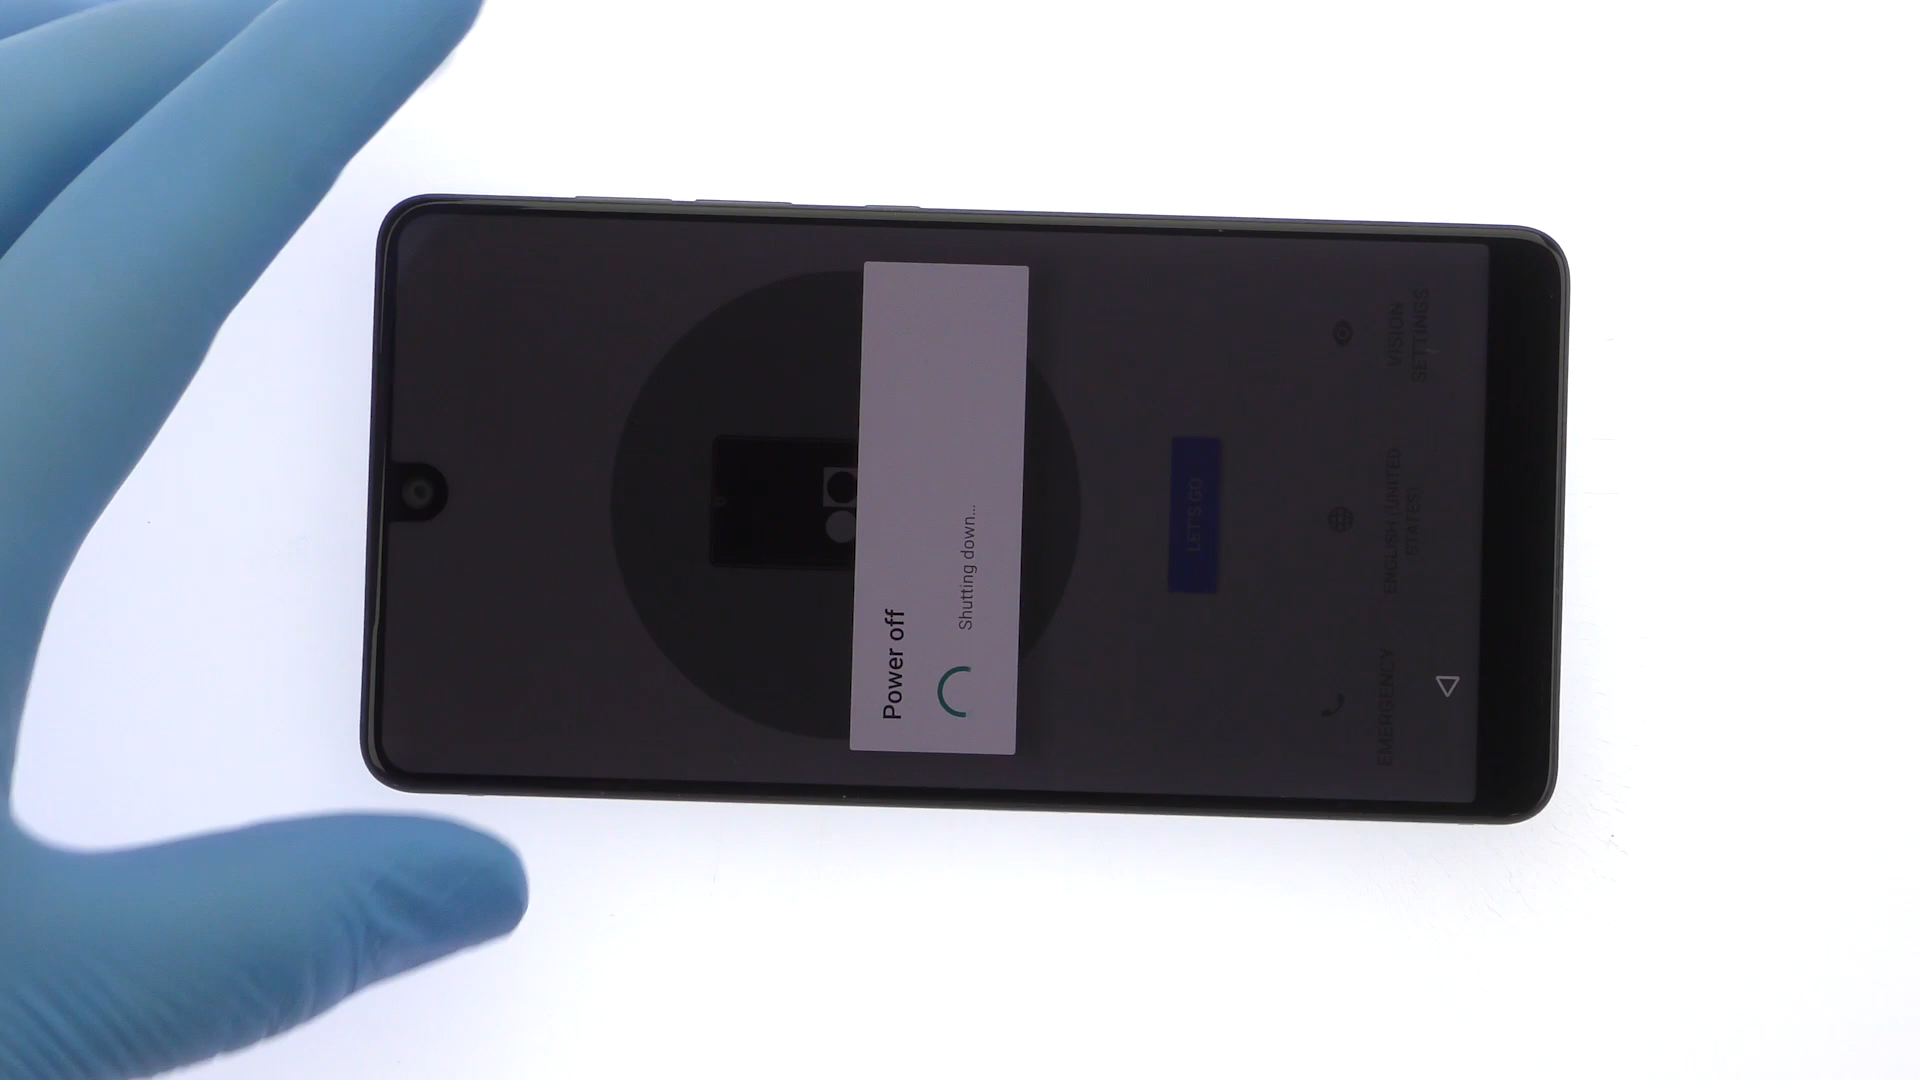 Power off
Shutting down...
LET'S GO
EMERGENCY
ENGLISH (UNITED
STATES)
VISION
SETTINGS